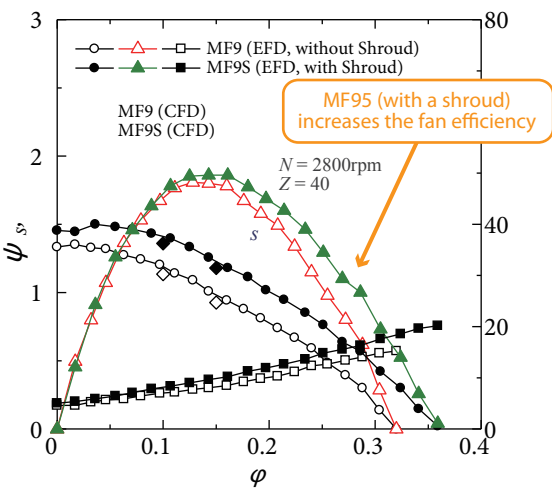 3
80
MF9 (EFD, without Shroud)
MF9S (EFD, with Shroud)
MF95 (with a shroud)
increases the fan efficiency
MF9 (CFD)
MF9S (CFD)
60
2
N = 2800rpm
Z = 40
ψs,
s
40
1
20
0
0
0
0.1
0.2
0.3
0.4
φ